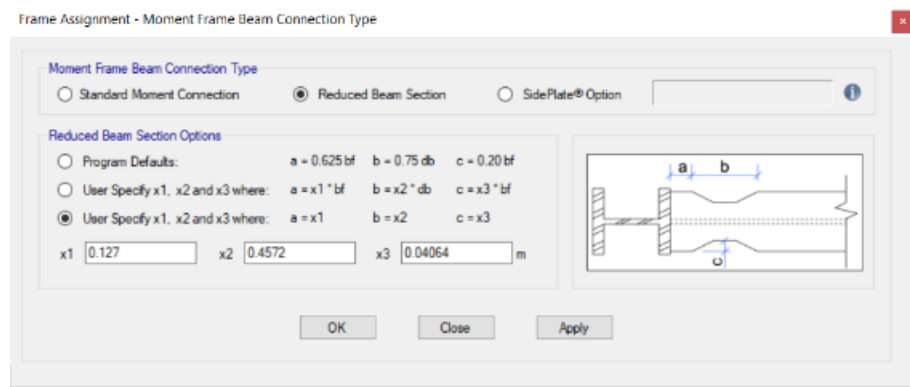 Frame Assignment - Moment Frame Beam Connection Type
Moment Frame Beam Connection Type
Standard Moment Connection Reduced Beam Section SidePlate® Option
Reduced Beam Section Options
Program Defaults: a = 0.625 bf b = 0.75 db c = 0.20 bf
User Specify x1, x2 and x3 where: a = x1 * bf b = x2 * db c = x3 * bf
User Specify x1, x2 and x3 where: a = x1 b = x2 c = x3
x1 0.127 x2 0.4572 x3 0.04064 m
a b
c
OK Close Apply